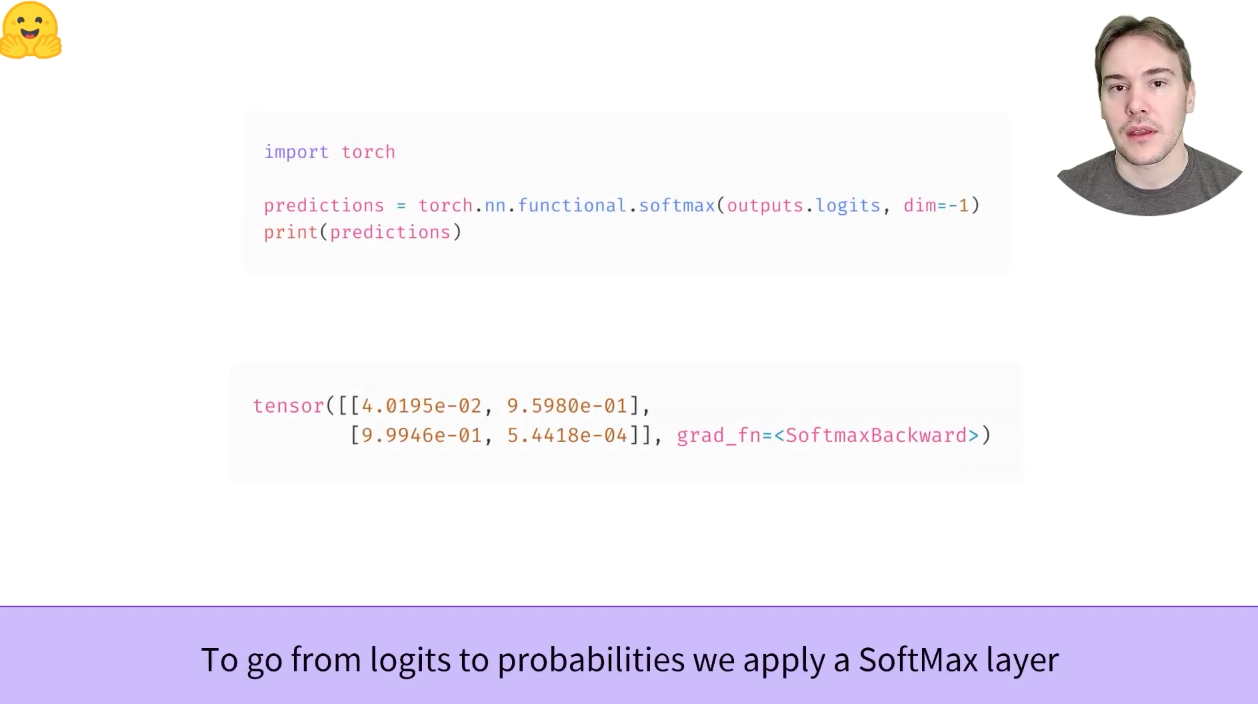 import torch
predictions = torch.nn.functional.softmax(outputs.logits, dim=-1)
print(predictions)
tensor([[4.0195e-02, 9.5980e-01],
[9.9946e-01, 5.4418e-04]], grad_fn=<SoftmaxBackward>)
To go from logits to probabilities we apply a SoftMax layer